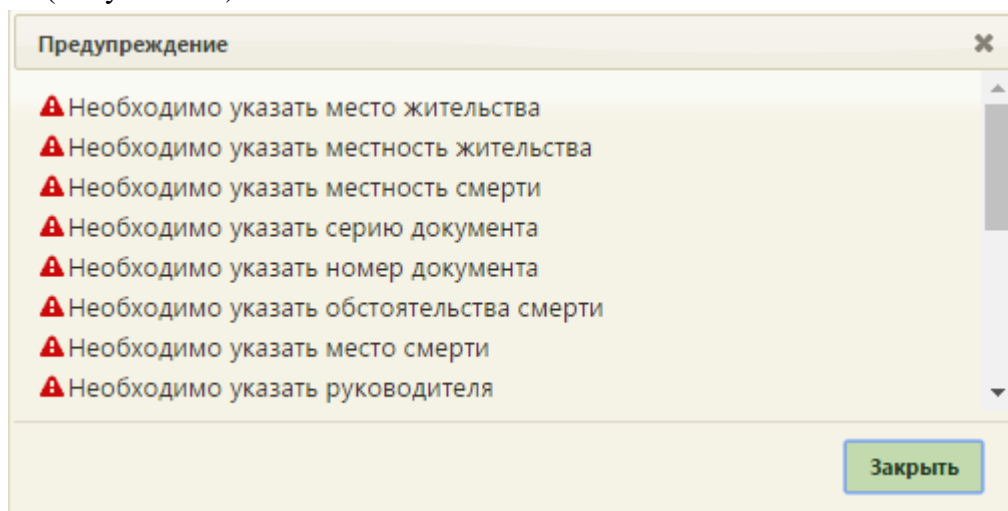 Предупреждение
Необходимо указать место жительства
Необходимо указать местность жительства
Необходимо указать местность смерти
Необходимо указать серию документа
Необходимо указать номер документа
Необходимо указать обстоятельства смерти
Необходимо указать место смерти
Необходимо указать руководителя
Закрыть